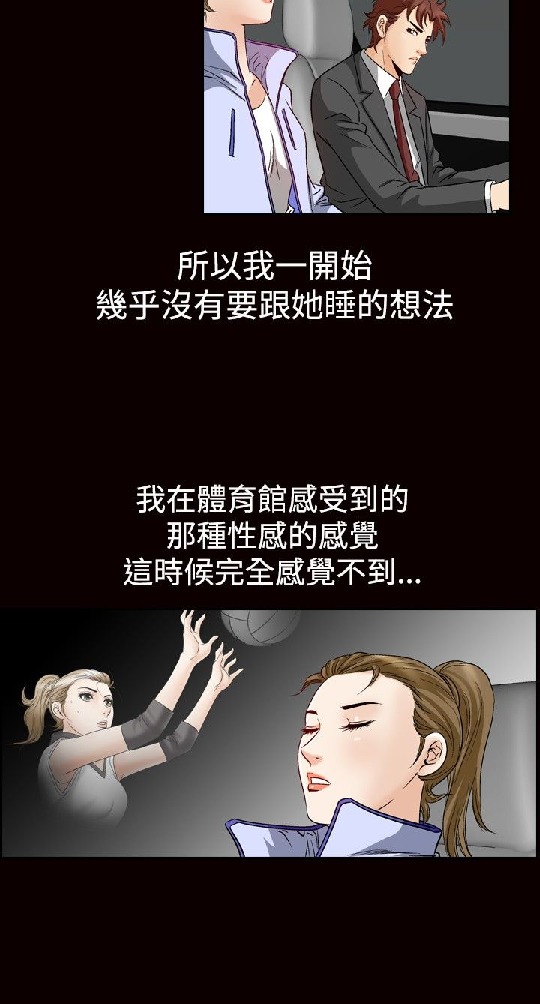 所以我一開始
幾乎沒有要跟她睡的想法
我在體育館感受到的
那種性感的感覺
這時候完全感覺不到...